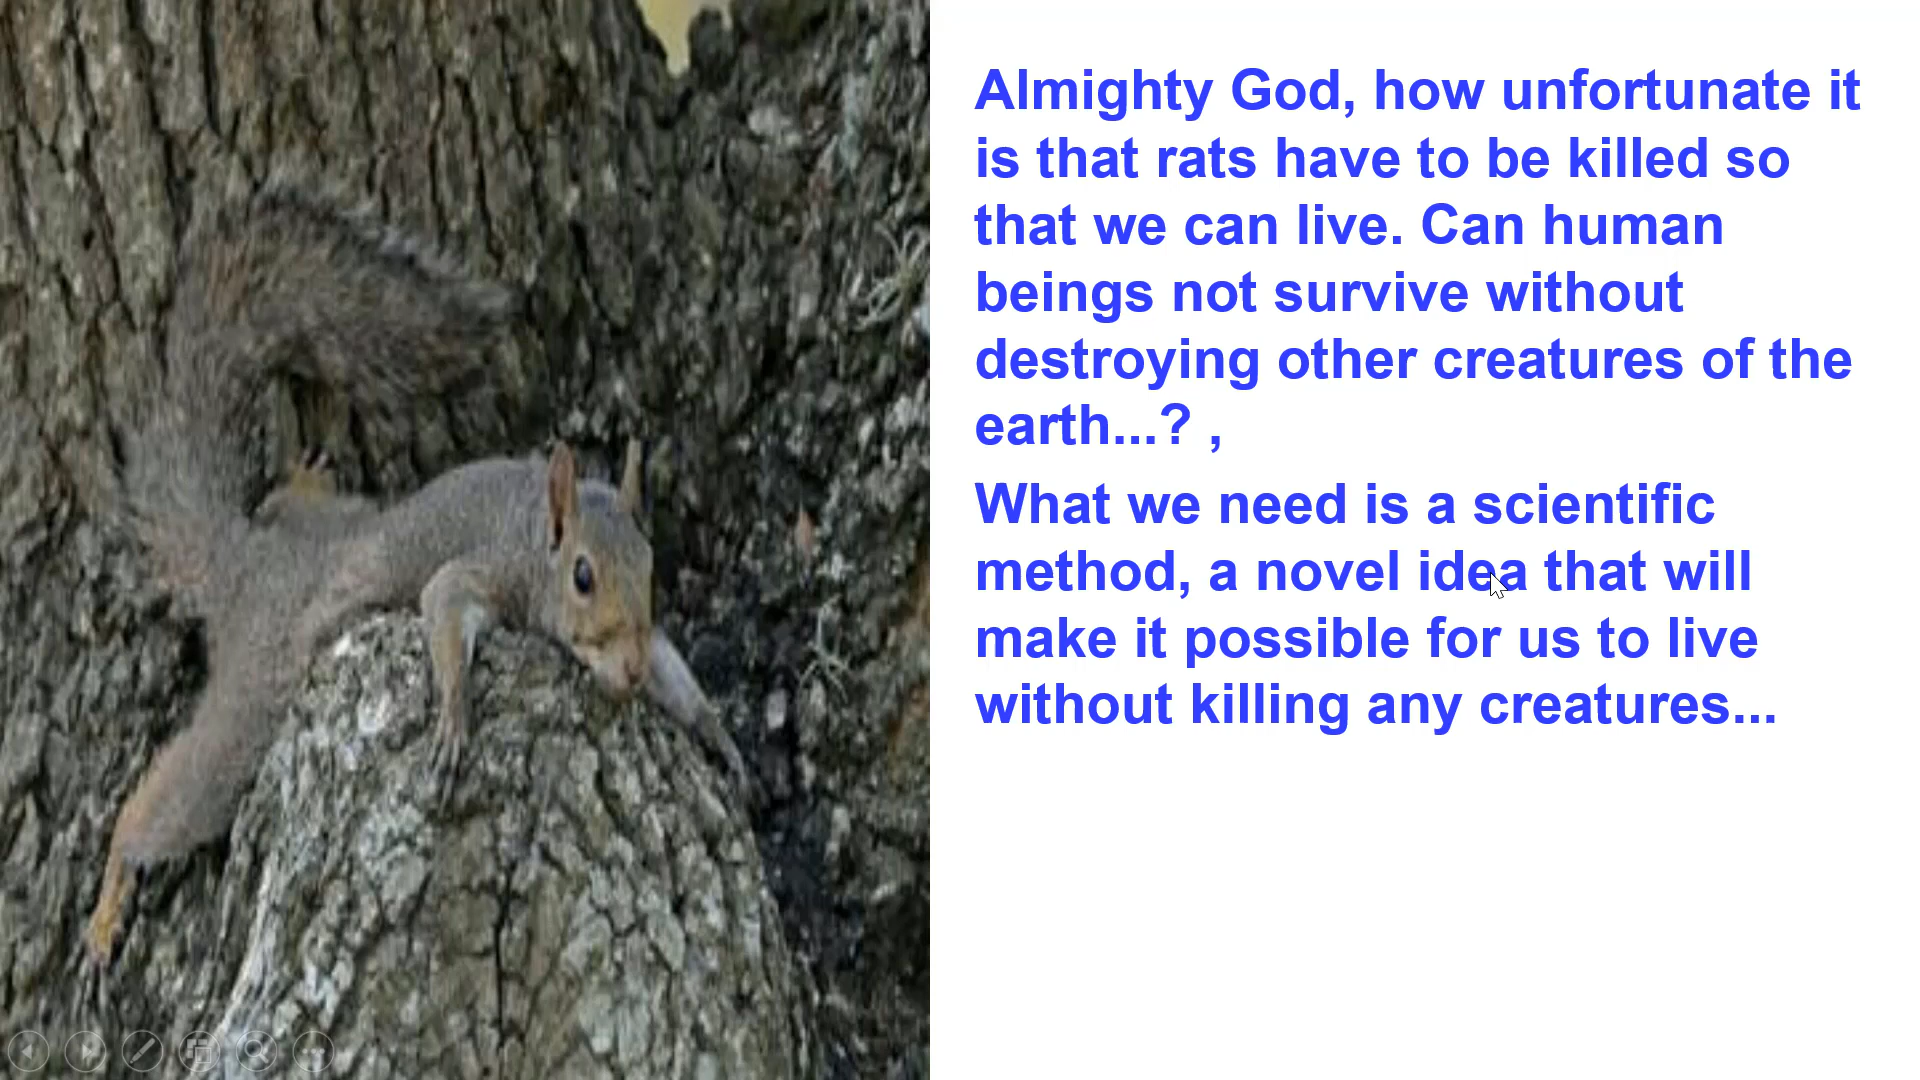 Almighty God, how unfortunate it
is that rats have to be killed so
that we can live. Can human
beings not survive without
destroying other creatures of the
earth...? ,
What we need is a scientific
method, a novel idea that will
make it possible for us to live
without killing any creatures...